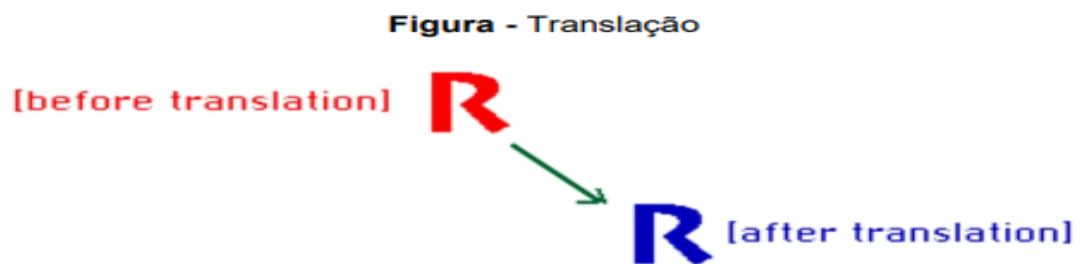 Figura - Translação
[before translation] R
R [after translation]